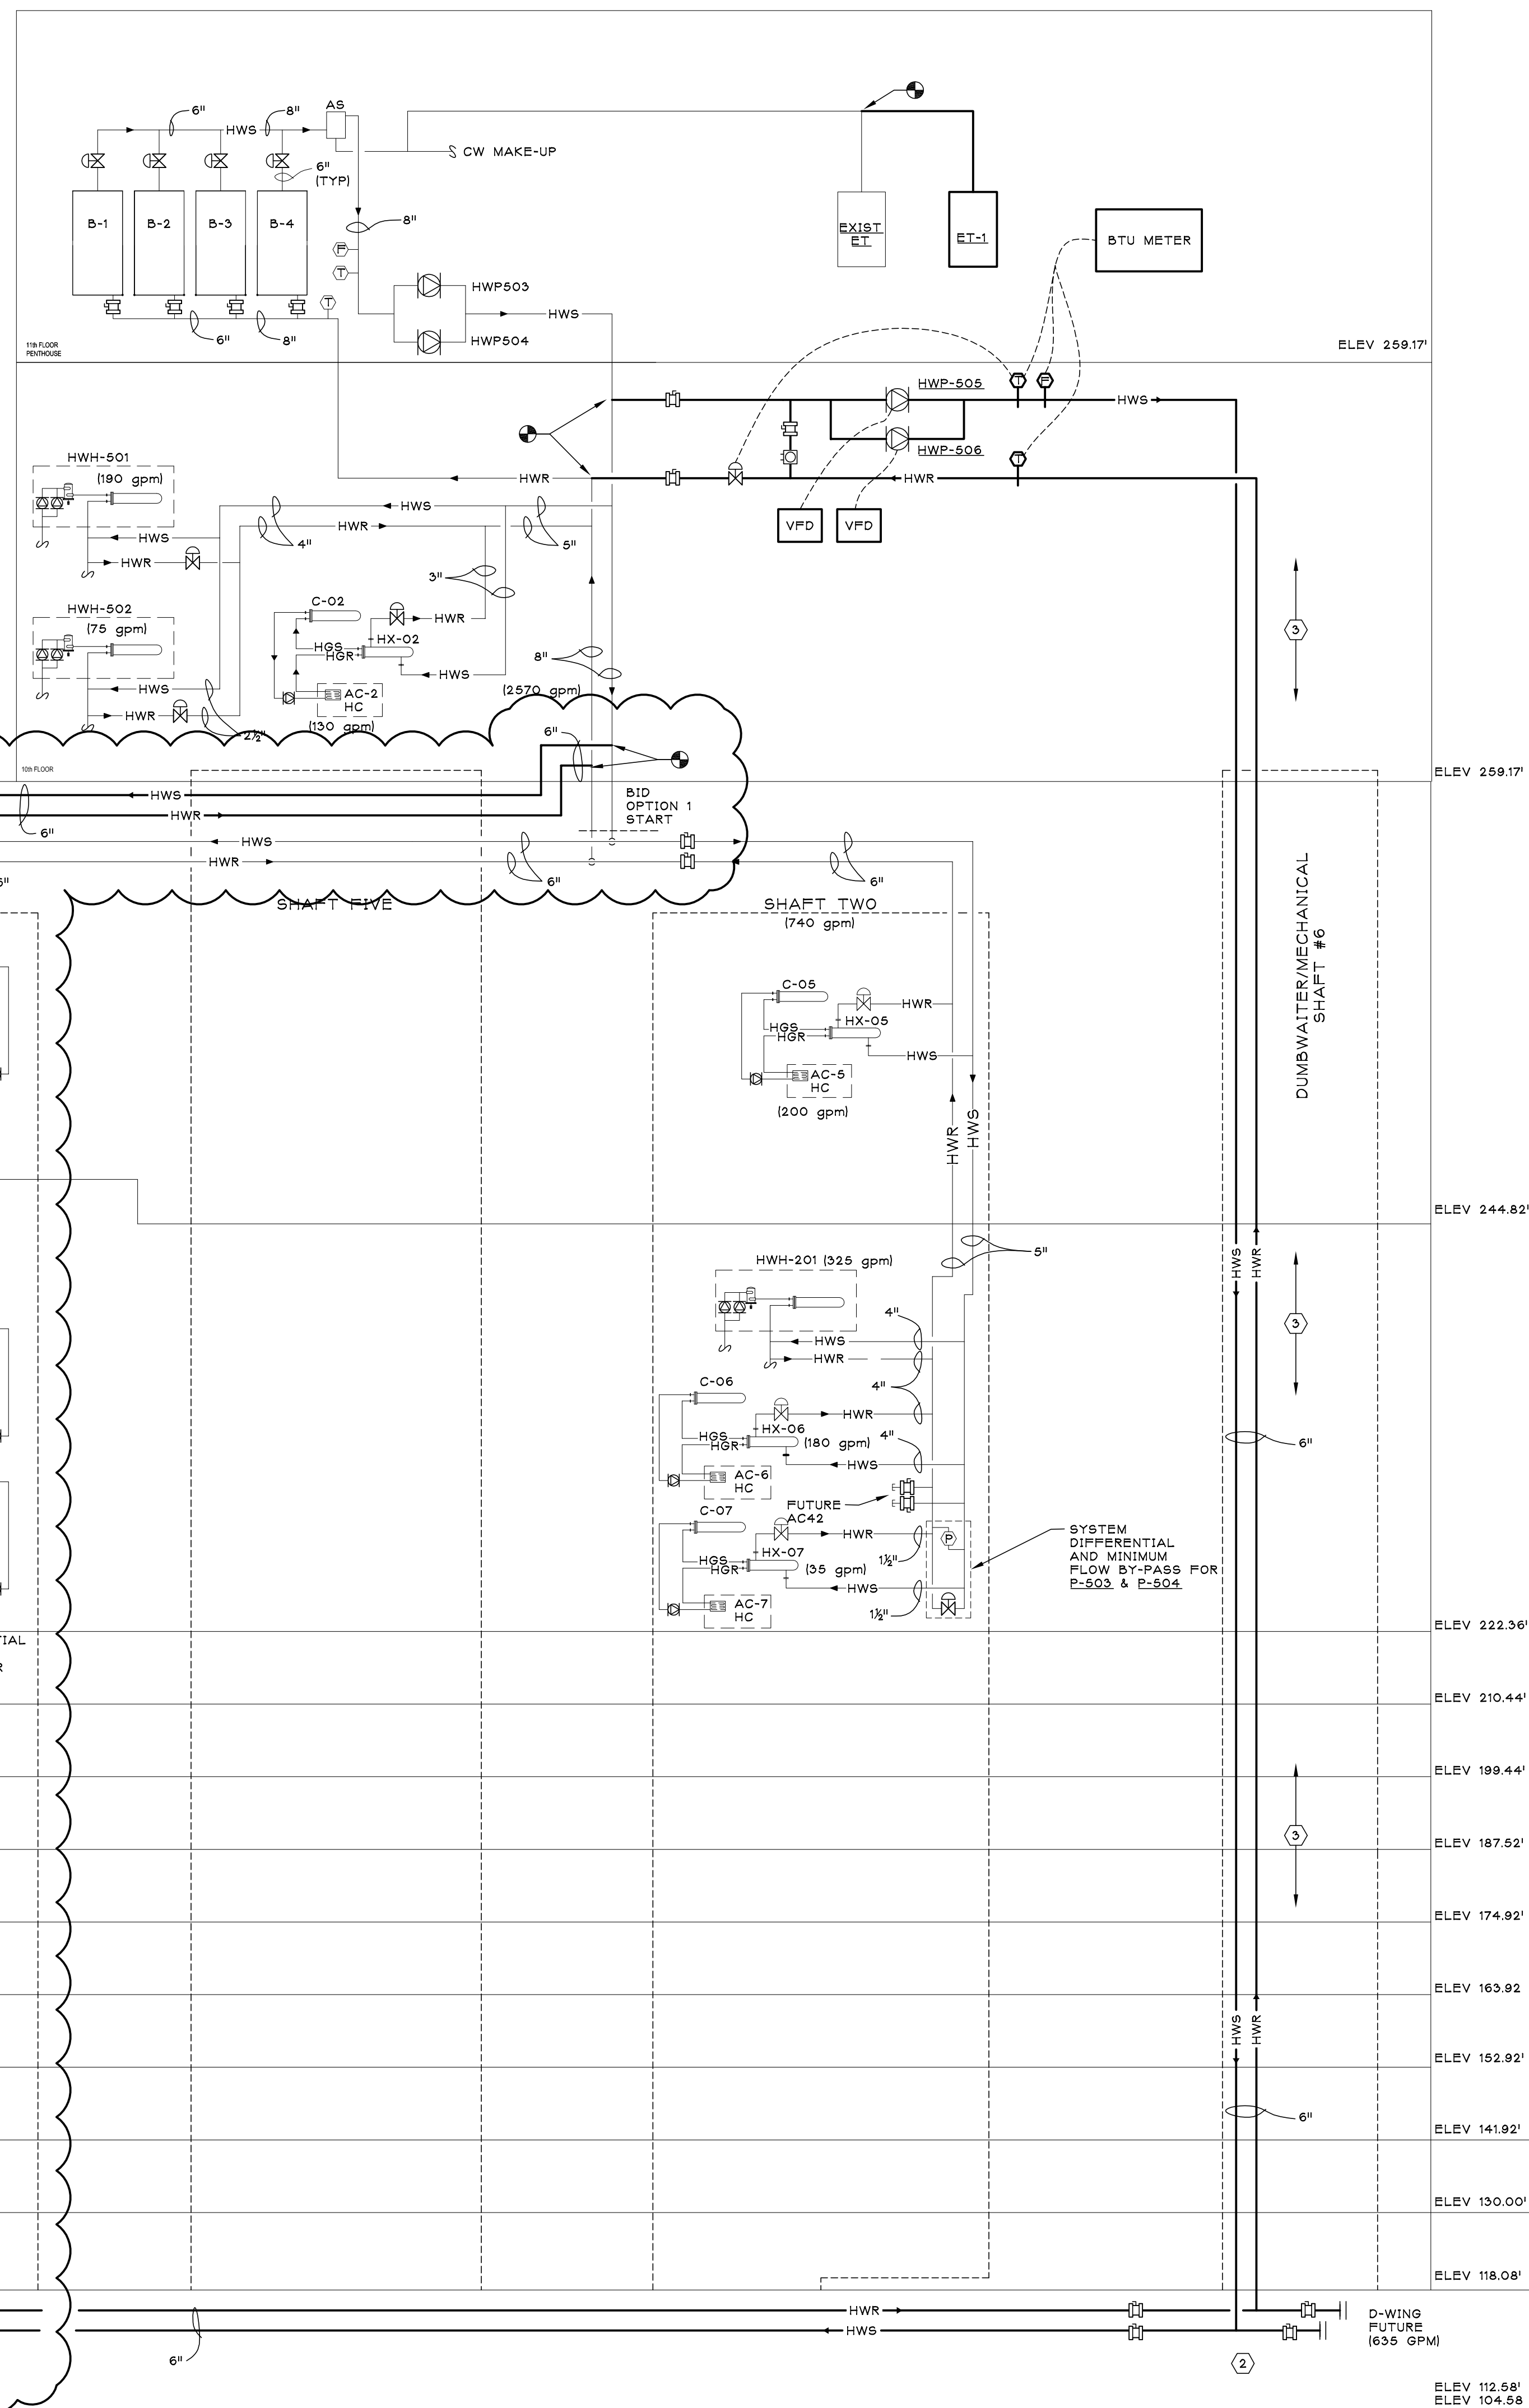 6"
8"
AS
HWS
CW MAKE-UP
6"
(TYP)
B-1
B-2
B-3
B-4
8"
EXIST
ET
ET-1
BTU METER
F
T
T
HWP503
HWS
HWP504
6"
8"
11th FLOOR
PENTHOUSE
ELEV 259.17'
T
F
HWP-505
HWS
HWP-506
T
HWH-501
(190 gpm)
HWR
HWR
HWS
HWR
4"
5"
VFD
VFD
HWS
HWR
3"
C-02
HWH-502
(75 gpm)
HWR
HX-02
HGS
HGR
HWS
8"
3
HWS
AC-2
HC
(2570 gpm)
HWR
2½"
(130 gpm)
6"
10th FLOOR
ELEV 259.17'
HWS
HWR
6"
BID
OPTION 1
START
HWS
HWR
6"
6"
SHAFT FIVE
SHAFT TWO
(740 gpm)
DUMBWAITER/MECHANICAL
SHAFT #6
C-05
HWR
HX-05
HGS
HGR
HWS
AC-5
HC
(200 gpm)
HWR
HWS
ELEV 244.82'
5"
HWH-201 (325 gpm)
HWS
HWR
3
4"
HWS
HWR
C-06
4"
HWR
HX-06
HGS
HGR
(180 gpm)
4"
HWS
6"
AC-6
HC
FUTURE
AC42
C-07
HWR
P
HX-07
HGS
HGR
(35 gpm)
1½"
HWS
AC-7
HC
1½"
SYSTEM
DIFFERENTIAL
AND MINIMUM
FLOW BY-PASS FOR
P-503 & P-504
ELEV 222.36'
TIAL
R
ELEV 210.44'
ELEV 199.44'
3
ELEV 187.52'
ELEV 174.92'
ELEV 163.92
HWS
HWR
ELEV 152.92'
6"
ELEV 141.92'
ELEV 130.00'
ELEV 118.08'
HWR
HWS
6"
D-WING
FUTURE
(635 GPM)
2
ELEV 112.58'
ELEV 104.58